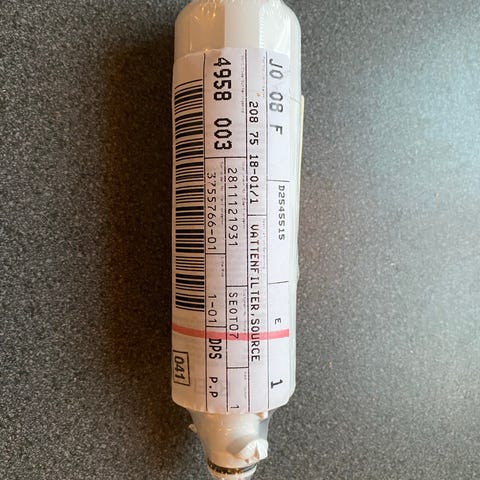 JO 08 F
D2545515
E
1
208 75 18-01/1
VATTENFILTER,SOURCE
2811121931
SEOT07
1
4958 003
3755766-01
1-01
DPS
P.P
041